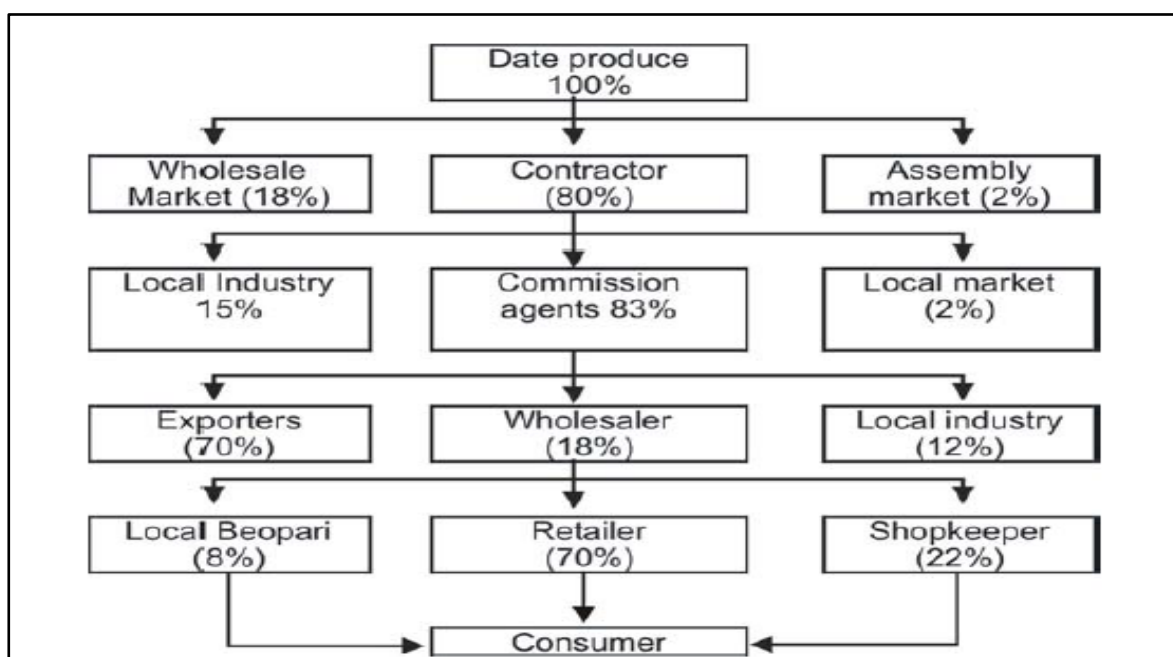 Date produce
100%
Wholesale
Market (18%)
Contractor
(80%)
Assembly
market (2%)
Local Industry
15%
Commission
agents 83%
Local market
(2%)
Exporters
(70%)
Wholesaler
(18%)
Local industry
(12%)
Local Beopari
(8%)
Retailer
(70%)
Shopkeeper
(22%)
Consumer